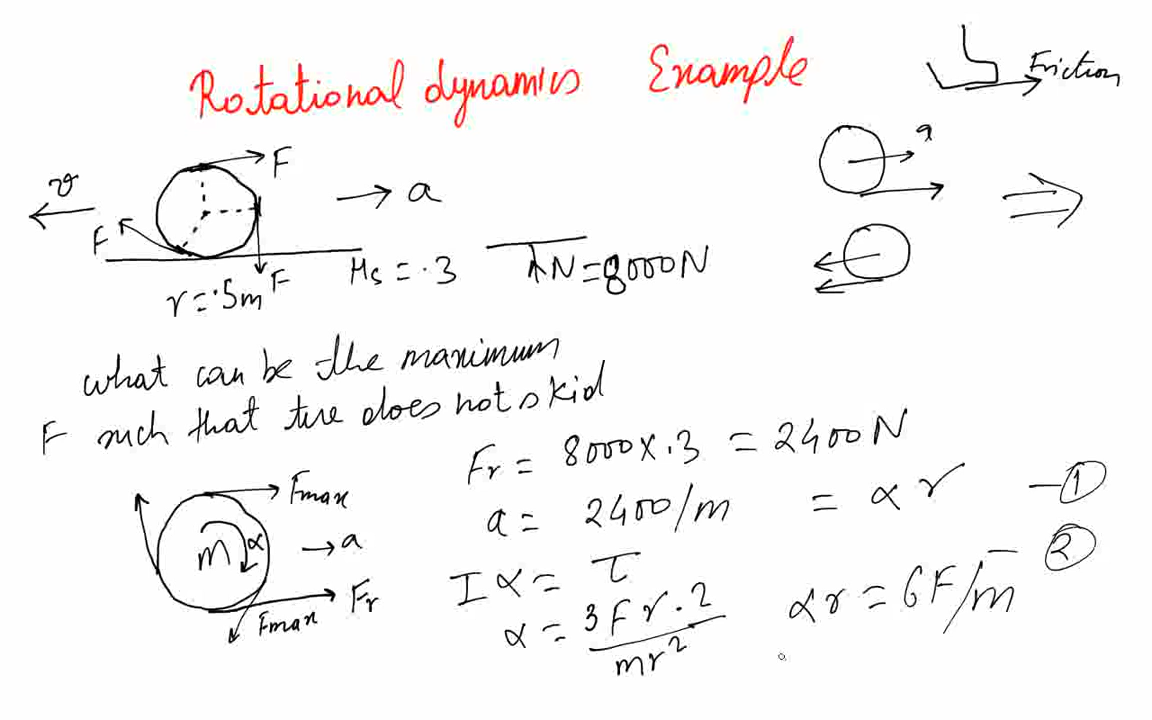 Rotational dynamics Example
Friction
F
v
a
a
F
F
r = .5m
μs = .3
N = 8000N
what can be the maximum
F such that tire does not skid
Fr = 8000 x .3 = 2400 N
Fmax
a = 2400/m = αr — 1
m α
a
Fr
Fmax
Iα = τ
α = 3Fr.2 / mr²
αr = 6F/m — 2